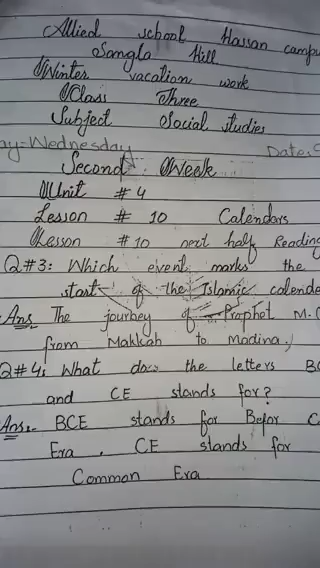 Allied school Hassan camp
Sangla Hill
Winter vacation work
Class Three
Subject Social studies
ay=Wednesday Date:
Second Week
Unit # 4
Lesson # 10 Calendars
Lesson # 10 next half Reading
Q#3: Which event marks the
start of the Islamic calende
Ans. The journey of Prophet M.(
from Makkah to Madina.
Q#4: What does the letters BC
and CE stands for?
Ans. BCE stands for Befor C
Era. CE stands for
Common Era